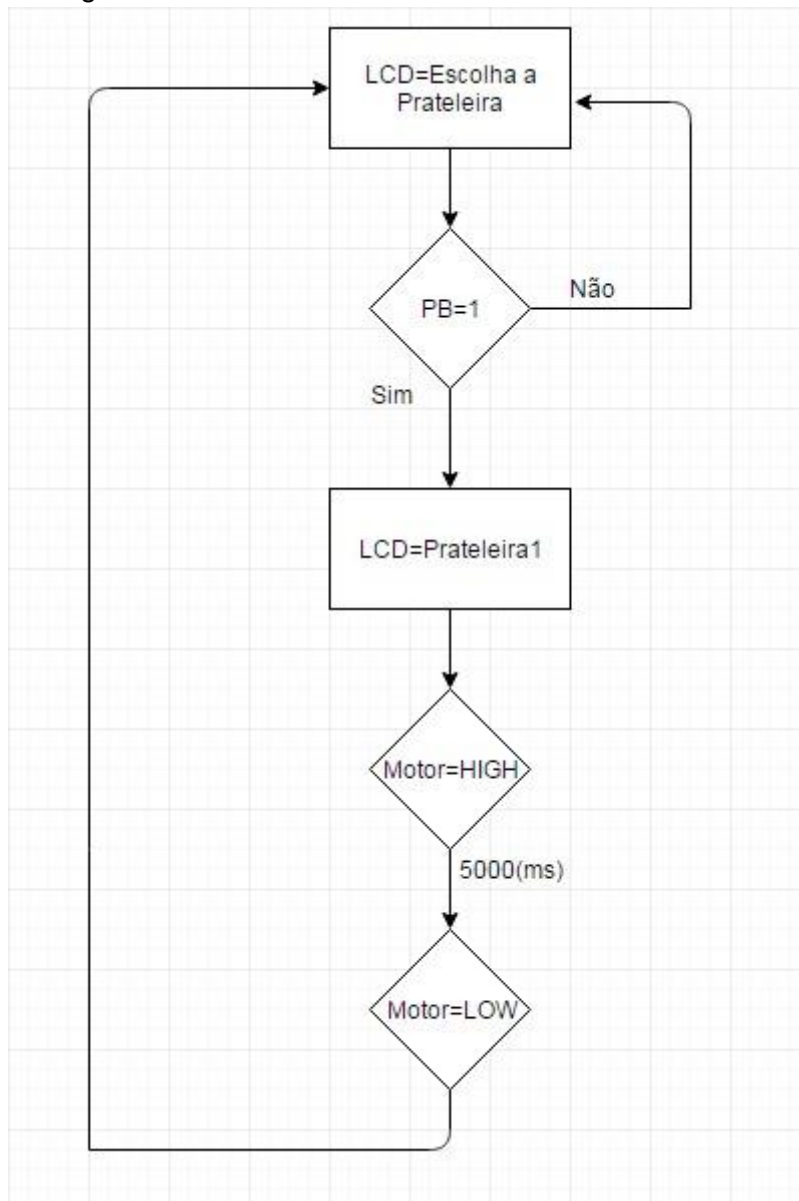 LCD=Escolha a
Prateleira
PB=1
Não
Sim
LCD=Prateleira1
Motor=HIGH
5000(ms)
Motor=LOW